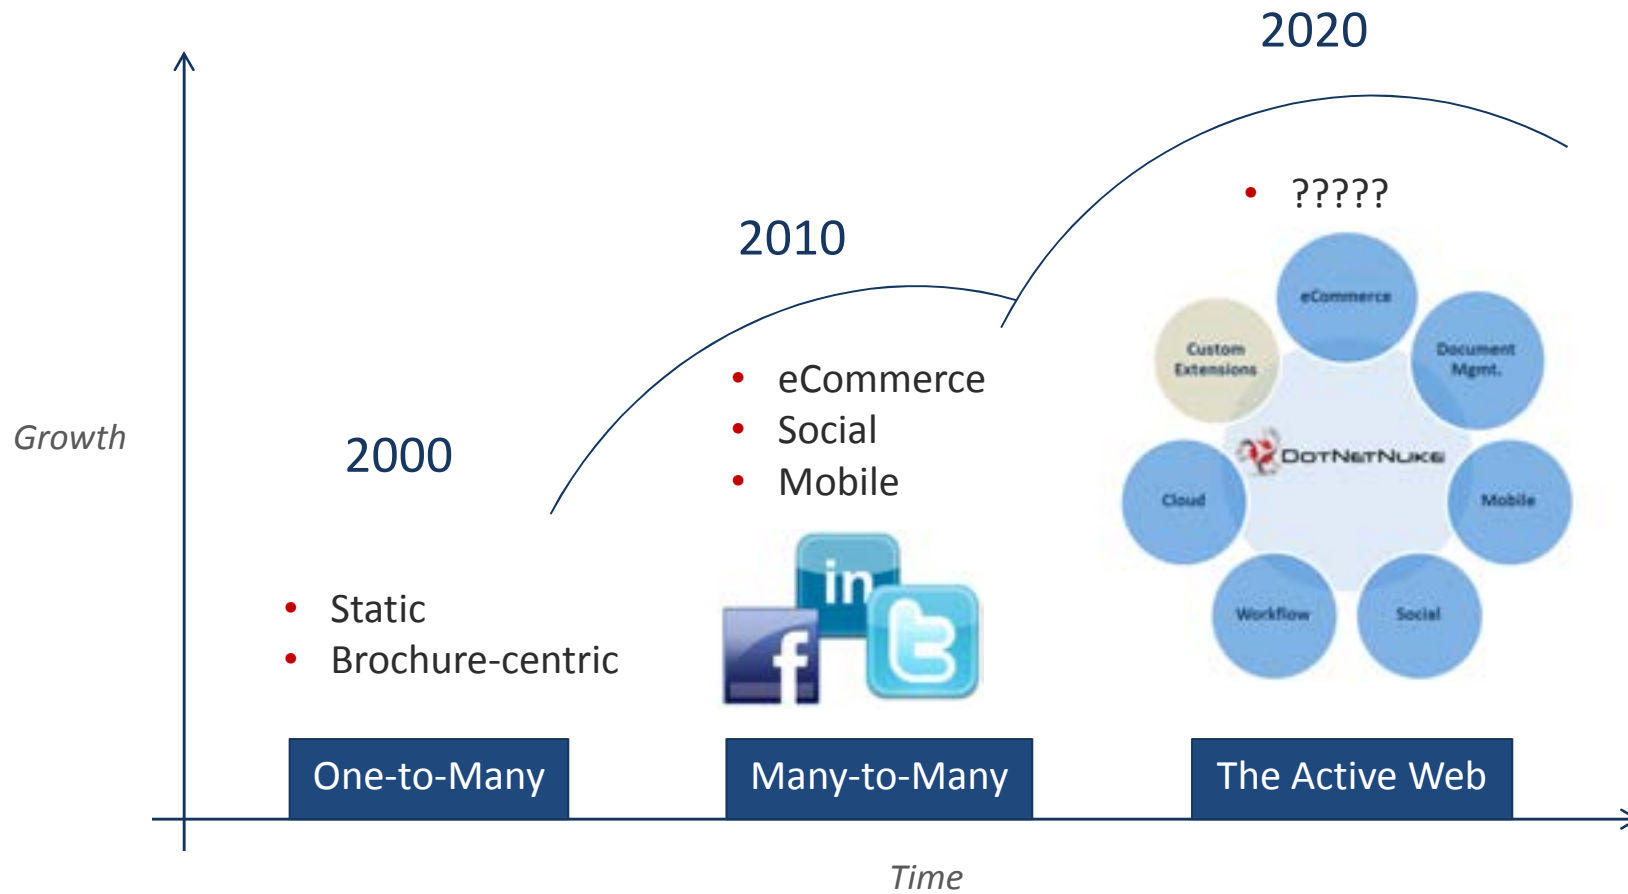 2020
• ?????
2010
eCommerce
Custom
Extensions
Document
Mgmt.
• eCommerce
• Social
• Mobile
Growth
2000
DotNetNuke
Cloud
Mobile
in
f
t
Workflow
Social
• Static
• Brochure-centric
One-to-Many
Many-to-Many
The Active Web
Time